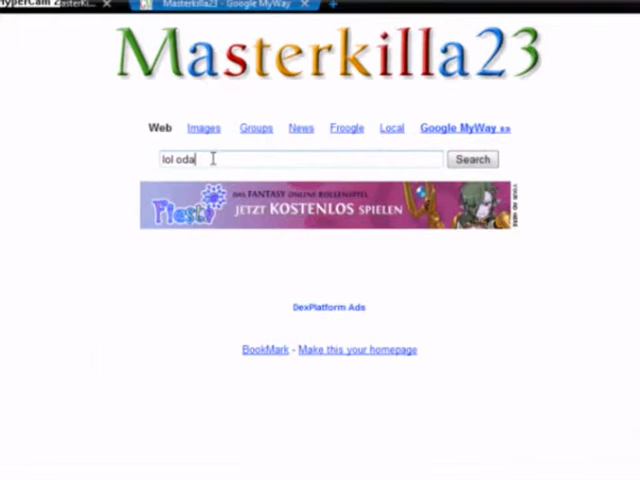 Masterkilla23 - Google MyWay
Masterkilla23
Web Images Groups News Froogle Local Google MyWay »»
lol oda Search
Fiesta DAS FANTASY ONLINE ROLLENSPIEL
JETZT KOSTENLOS SPIELEN
DexPlatform Ads
BookMark - Make this your homepage